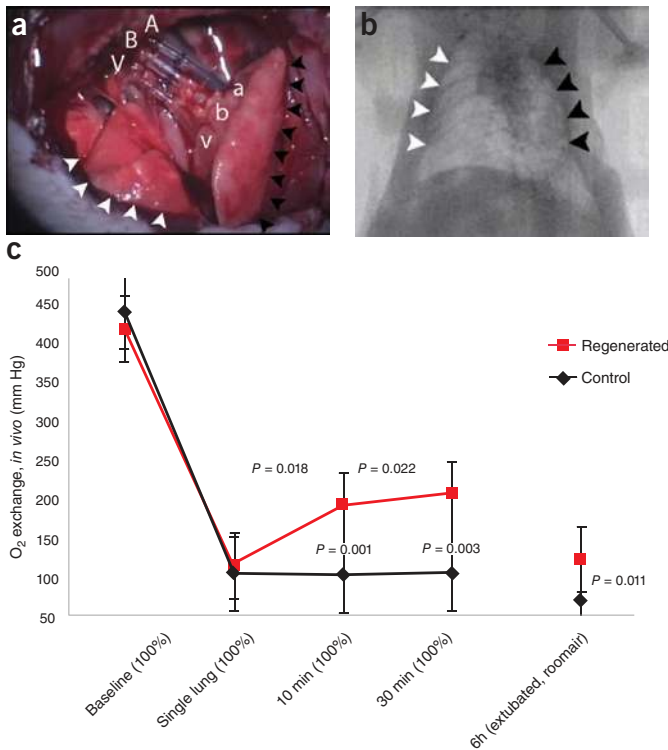 a
A
B
V
a
b
v
b
c
500
450
400
350
300
250
200
150
100
50
O2 exchange, in vivo (mm Hg)
Regenerated
Control
P = 0.018
P = 0.022
P = 0.001
P = 0.003
P = 0.011
Baseline (100%)
Single lung (100%)
10 min (100%)
30 min (100%)
6h (extubated, roomair)